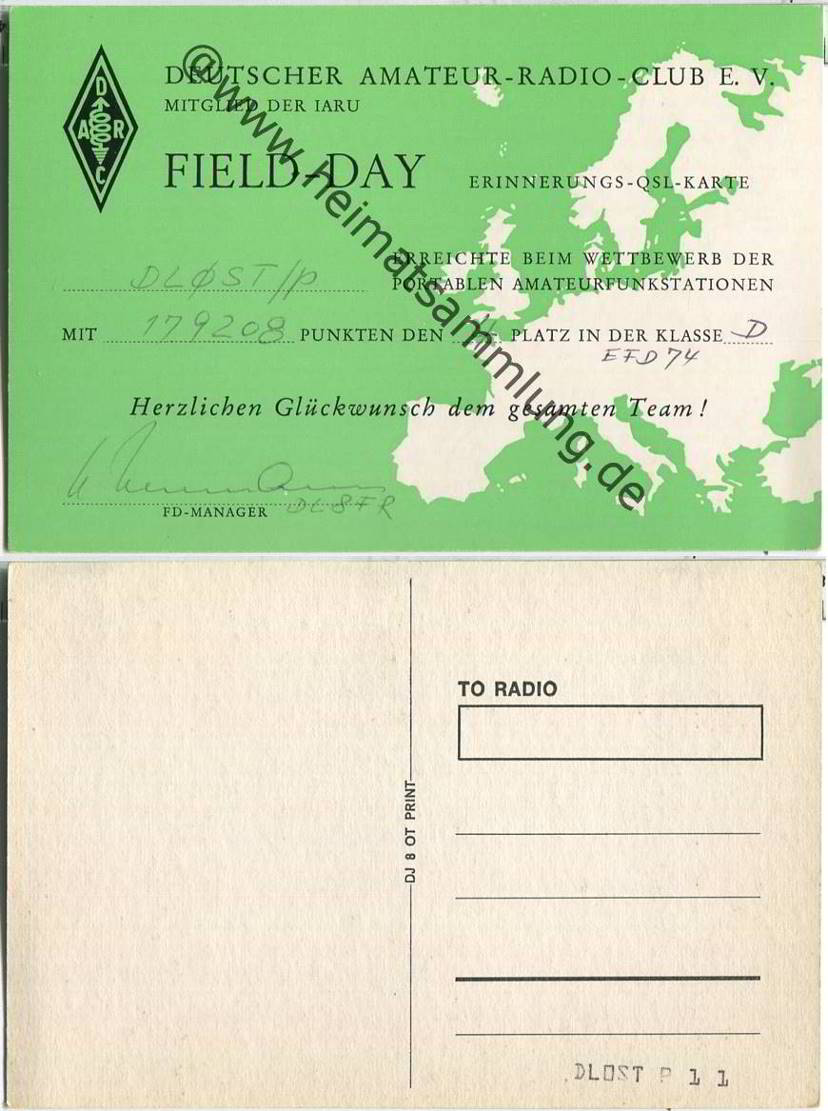 DEUTSCHER AMATEUR-RADIO-CLUB E. V.
MITGLIED DER IARU
D
A R
C
FIELD-DAY ERINNERUNGS-QSL-KARTE
ERREICHTE BEIM WETTBEWERB DER
DLØST/p PORTABLEN AMATEURFUNKSTATIONEN
MIT 179208 PUNKTEN DEN PLATZ IN DER KLASSE D
EFD 74
Herzlichen Glückwunsch dem gesamten Team!
FD-MANAGER DL8FR
@www.heimatsammlung.de
TO RADIO
DJ 8 OT PRINT
DL0ST P 1 1